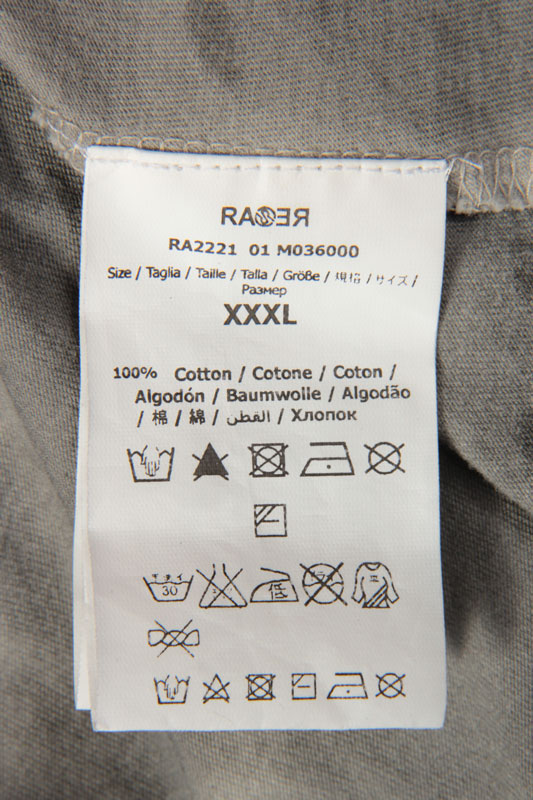 RA2221 01 M036000
Size / Taglia / Taille / Talla / Größe / 規格 / サイズ /
Размер
XXXL
100% Cotton / Cotone / Coton /
Algodón / Baumwolle / Algodão
/ 棉 / 綿 / القطن / Хлопок
30
低